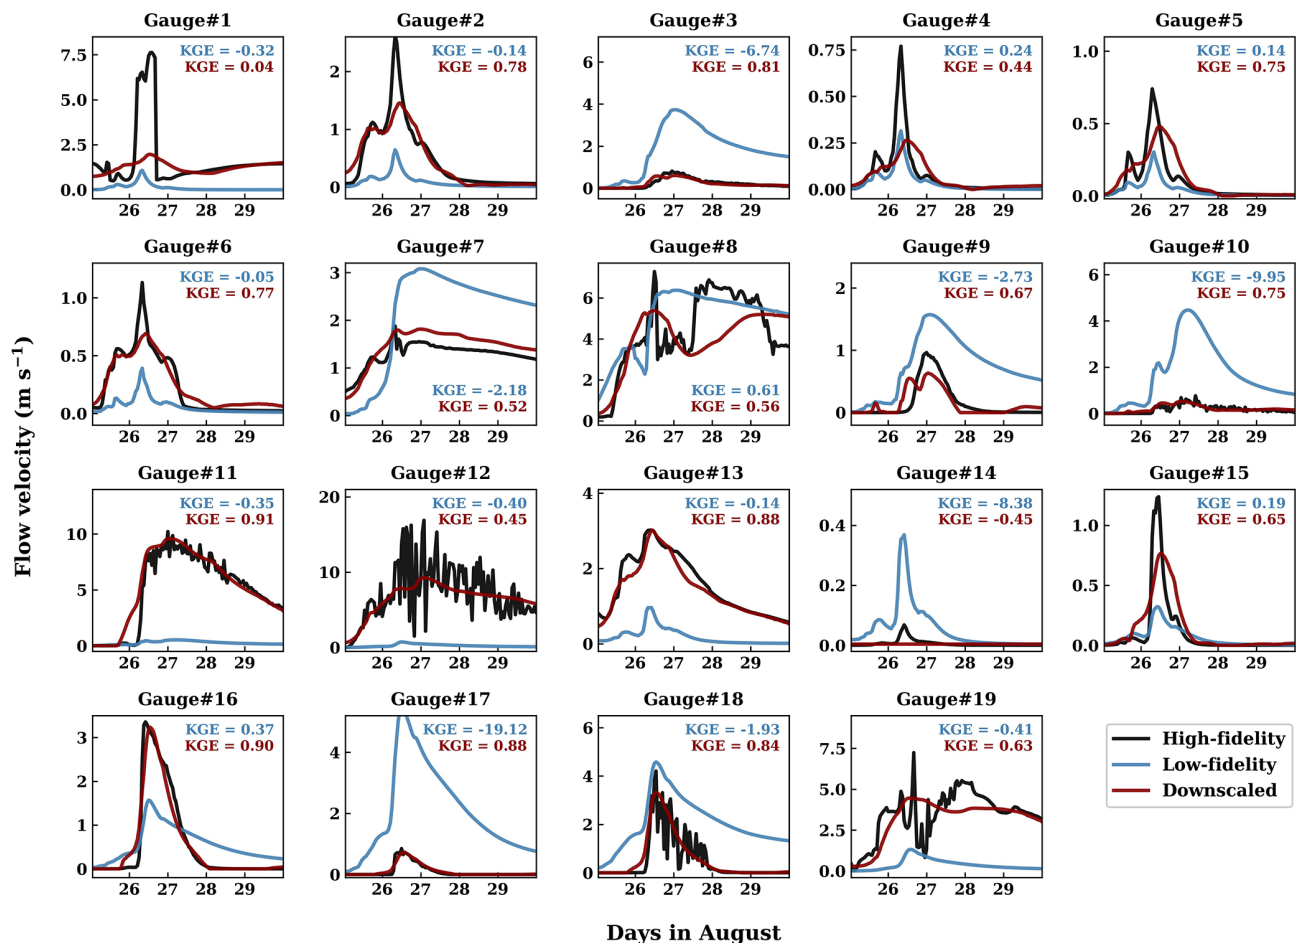 Gauge#1
Gauge#2
Gauge#3
Gauge#4
Gauge#5
KGE = -0.32
KGE = 0.04
7.5
5.0
2.5
0.0
26 27 28 29
KGE = -0.14
KGE = 0.78
2
1
0
26 27 28 29
KGE = -6.74
KGE = 0.81
6
4
2
0
26 27 28 29
KGE = 0.24
KGE = 0.44
0.75
0.50
0.25
0.00
26 27 28 29
KGE = 0.14
KGE = 0.75
1.0
0.5
0.0
26 27 28 29
Gauge#6
Gauge#7
Gauge#8
Gauge#9
Gauge#10
KGE = -0.05
KGE = 0.77
1.0
0.5
0.0
26 27 28 29
KGE = -2.18
KGE = 0.52
3
2
1
0
26 27 28 29
KGE = 0.61
KGE = 0.56
6
4
2
0
26 27 28 29
KGE = -2.73
KGE = 0.67
2
1
0
26 27 28 29
KGE = -9.95
KGE = 0.75
6
4
2
0
26 27 28 29
Flow velocity (m s⁻¹)
Gauge#11
Gauge#12
Gauge#13
Gauge#14
Gauge#15
KGE = -0.35
KGE = 0.91
10
5
0
26 27 28 29
KGE = -0.40
KGE = 0.45
20
10
0
26 27 28 29
KGE = -0.14
KGE = 0.88
4
2
0
26 27 28 29
KGE = -8.38
KGE = -0.45
0.4
0.2
0.0
26 27 28 29
KGE = 0.19
KGE = 0.65
1.0
0.5
0.0
26 27 28 29
Gauge#16
Gauge#17
Gauge#18
Gauge#19
KGE = 0.37
KGE = 0.90
3
2
1
0
26 27 28 29
KGE = -19.12
KGE = 0.88
4
2
0
26 27 28 29
KGE = -1.93
KGE = 0.84
6
4
2
0
26 27 28 29
KGE = -0.41
KGE = 0.63
7.5
5.0
2.5
0.0
26 27 28 29
High-fidelity
Low-fidelity
Downscaled
Days in August